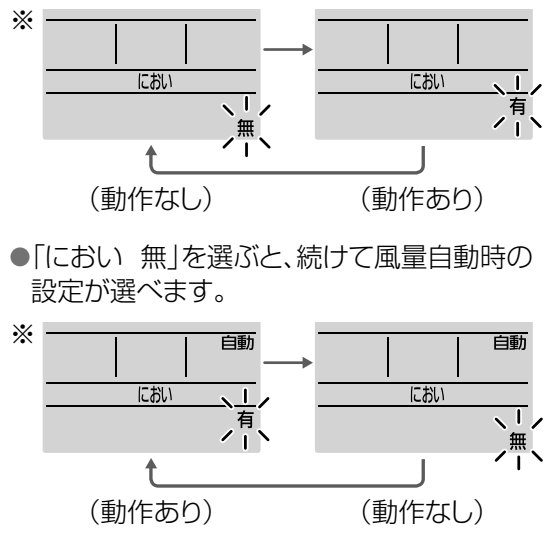 ※
におい
無
におい
有
（動作なし）
（動作あり）
●「におい 無」を選ぶと、続けて風量自動時の
設定が選べます。
※
自動
におい
有
自動
におい
無
（動作あり）
（動作なし）